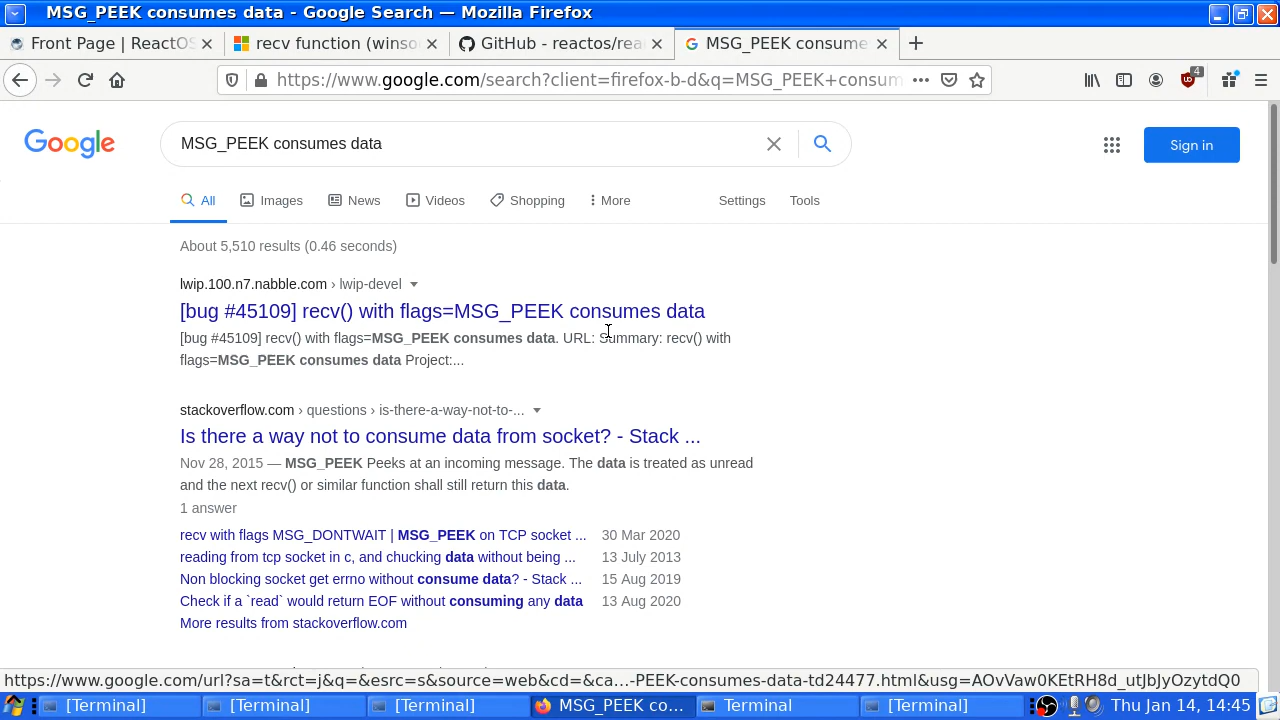 MSG_PEEK consumes data - Google Search — Mozilla Firefox
Front Page | ReactOS
recv function (winso
GitHub - reactos/rea
MSG_PEEK consume
https://www.google.com/search?client=firefox-b-d&q=MSG_PEEK+consum
4
Google
MSG_PEEK consumes data
Sign in
All
Images
News
Videos
Shopping
More
Settings
Tools
About 5,510 results (0.46 seconds)
lwip.100.n7.nabble.com › lwip-devel
[bug #45109] recv() with flags=MSG_PEEK consumes data
[bug #45109] recv() with flags=MSG_PEEK consumes data. URL: Summary: recv() with
flags=MSG_PEEK consumes data Project:...
stackoverflow.com › questions › is-there-a-way-not-to-...
Is there a way not to consume data from socket? - Stack ...
Nov 28, 2015 — MSG_PEEK Peeks at an incoming message. The data is treated as unread
and the next recv() or similar function shall still return this data.
1 answer
recv with flags MSG_DONTWAIT | MSG_PEEK on TCP socket ... 30 Mar 2020
reading from tcp socket in c, and chucking data without being ... 13 July 2013
Non blocking socket get errno without consume data? - Stack ... 15 Aug 2019
Check if a `read` would return EOF without consuming any data 13 Aug 2020
More results from stackoverflow.com
https://www.google.com/url?sa=t&rct=j&q=&esrc=s&source=web&cd=&ca...-PEEK-consumes-data-td24477.html&usg=AOvVaw0KEtRH8d_utJbJyOzytdQ0
[Terminal]
[Terminal]
[Terminal]
MSG_PEEK co...
Terminal
[Terminal]
Thu Jan 14, 14:45